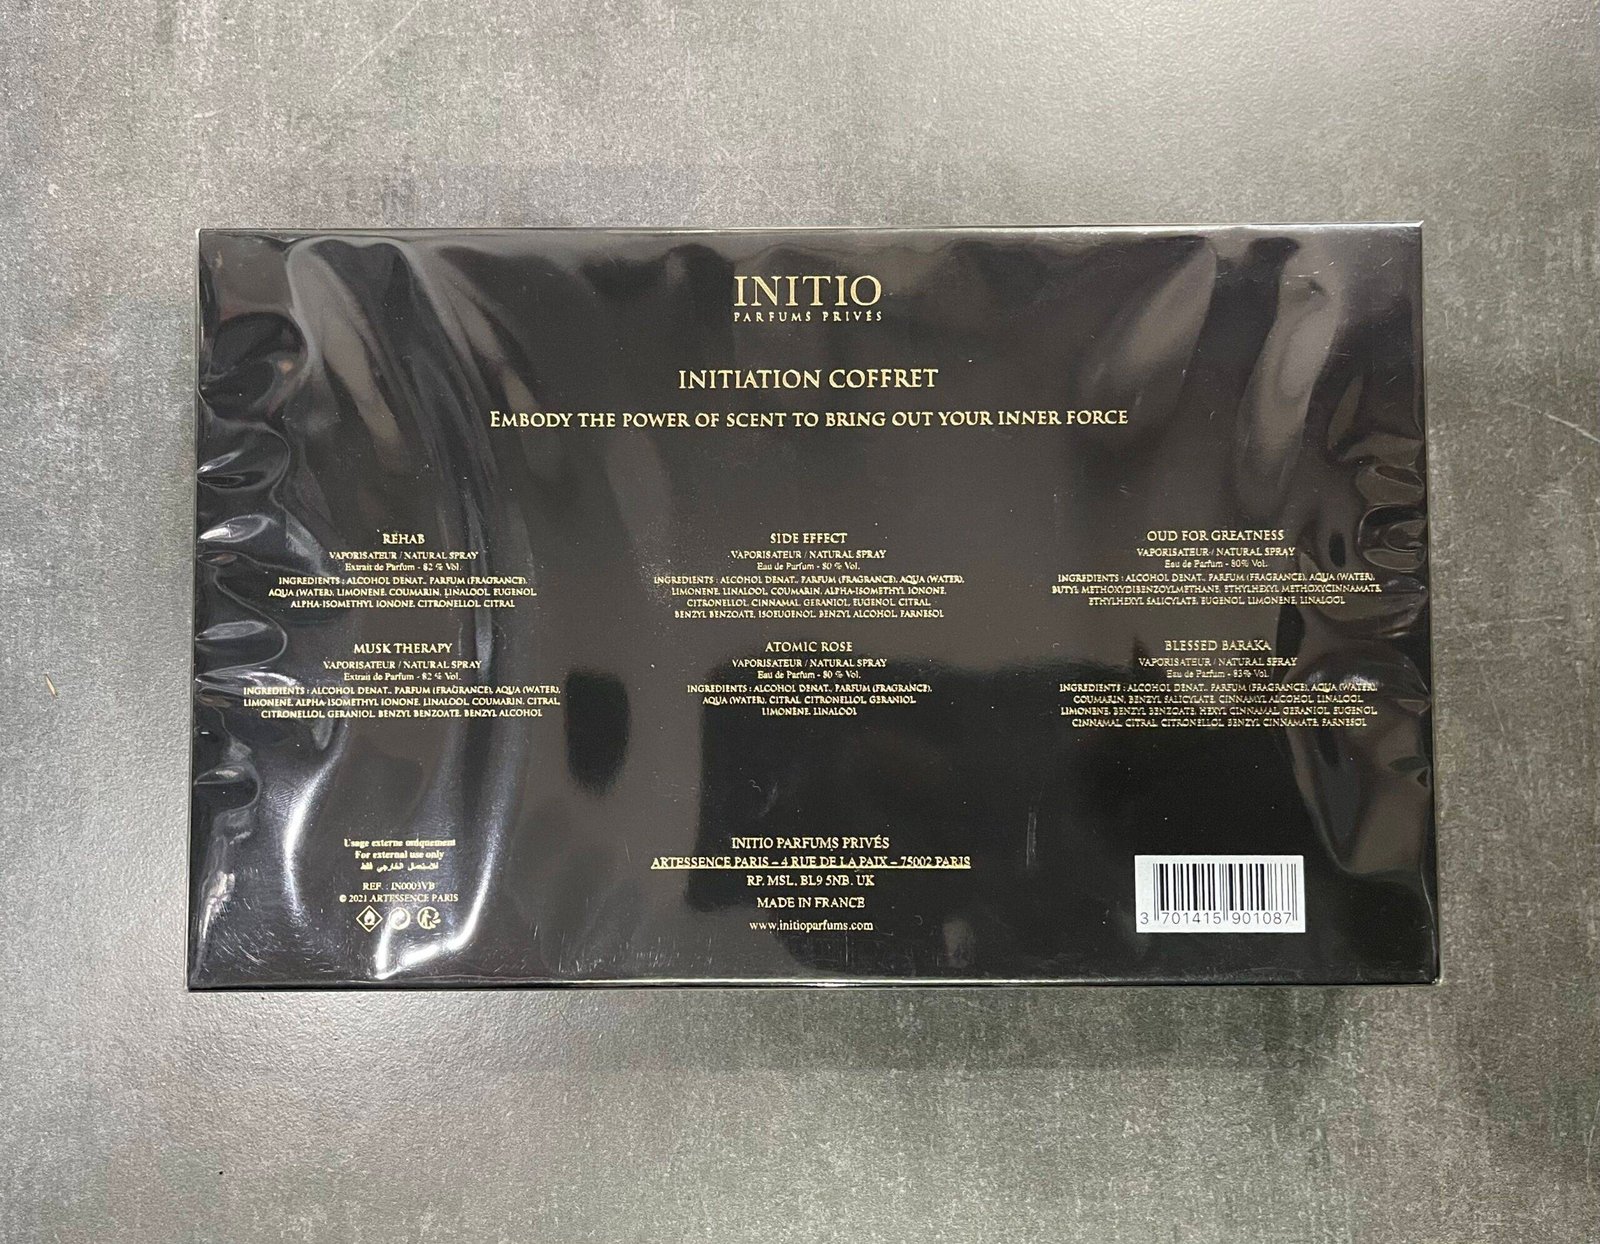 INITIO
PARFUMS PRIVÉS
INITIATION COFFRET
EMBODY THE POWER OF SCENT TO BRING OUT YOUR INNER FORCE
REHAB
VAPORISATEUR / NATURAL SPRAY
Extrait de Parfum - 82 % Vol.
INGREDIENTS : ALCOHOL DENAT., PARFUM (FRAGRANCE),
AQUA (WATER), LIMONENE, COUMARIN, LINALOOL, EUGENOL,
ALPHA-ISOMETHYL IONONE, CITRONELLOL, CITRAL
SIDE EFFECT
VAPORISATEUR / NATURAL SPRAY
Eau de Parfum - 80 % Vol.
INGREDIENTS : ALCOHOL DENAT., PARFUM (FRAGRANCE), AQUA (WATER),
LIMONENE, LINALOOL, COUMARIN, ALPHA-ISOMETHYL IONONE,
CITRONELLOL, CINNAMAL, GERANIOL, EUGENOL, CITRAL,
BENZYL BENZOATE, ISOEUGENOL, BENZYL ALCOHOL, FARNESOL
OUD FOR GREATNESS
VAPORISATEUR / NATURAL SPRAY
Eau de Parfum - 80% Vol.
INGREDIENTS : ALCOHOL DENAT., PARFUM (FRAGRANCE), AQUA (WATER),
BUTYL METHOXYDIBENZOYLMETHANE, ETHYLHEXYL METHOXYCINNAMATE,
ETHYLHEXYL SALICYLATE, EUGENOL, LIMONENE, LINALOOL
MUSK THERAPY
VAPORISATEUR / NATURAL SPRAY
Extrait de Parfum - 82 % Vol.
INGREDIENTS : ALCOHOL DENAT., PARFUM (FRAGRANCE), AQUA (WATER),
LIMONENE, ALPHA-ISOMETHYL IONONE, LINALOOL, COUMARIN, CITRAL,
CITRONELLOL, GERANIOL, BENZYL BENZOATE, BENZYL ALCOHOL
ATOMIC ROSE
VAPORISATEUR / NATURAL SPRAY
Eau de Parfum - 80 % Vol.
INGREDIENTS : ALCOHOL DENAT., PARFUM (FRAGRANCE),
AQUA (WATER), CITRAL, CITRONELLOL, GERANIOL,
LIMONENE, LINALOOL
BLESSED BARAKA
VAPORISATEUR / NATURAL SPRAY
Eau de Parfum - 83% Vol.
INGREDIENTS : ALCOHOL DENAT., PARFUM (FRAGRANCE), AQUA (WATER),
COUMARIN, BENZYL SALICYLATE, CINNAMYL ALCOHOL, LINALOOL,
LIMONENE, BENZYL BENZOATE, HEXYL CINNAMAL, GERANIOL, EUGENOL,
CINNAMAL, CITRAL, CITRONELLOL, BENZYL CINNAMATE, FARNESOL
Usage externe uniquement
For external use only
للاستعمال الخارجي فقط
REF. : IN0003VB
© 2021 ARTESSENCE PARIS
INITIO PARFUMS PRIVÉS
ARTESSENCE PARIS – 4 RUE DE LA PAIX – 75002 PARIS
RP. MSL, BL9 5NB. UK
MADE IN FRANCE
www.initioparfums.com
3 701415 901087